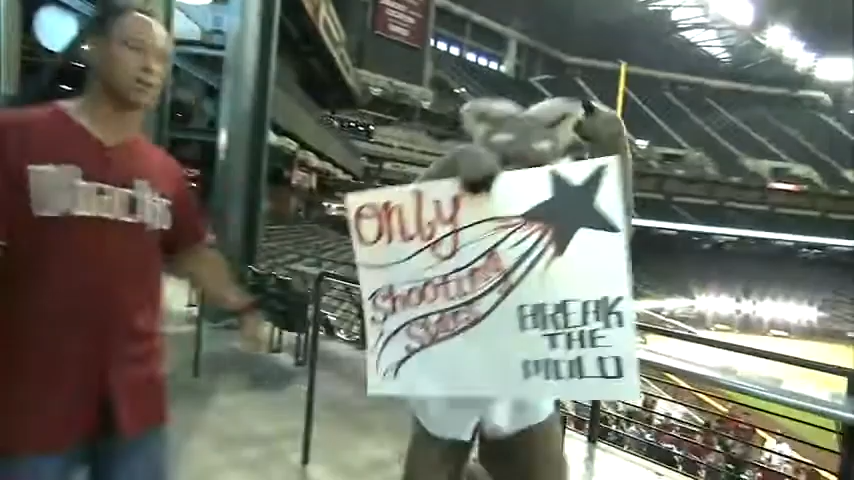 only
shooting
stars
BREAK
THE
MOLD